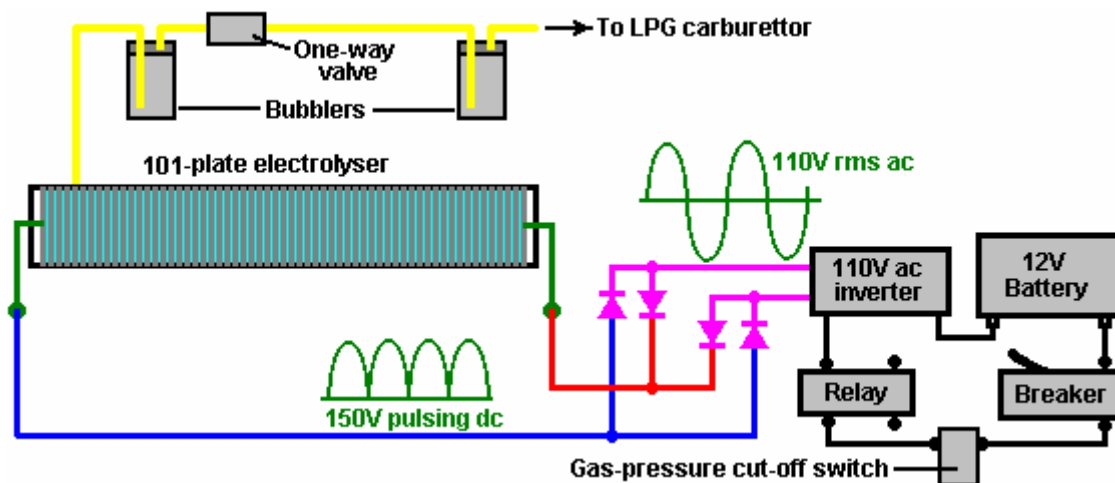 To LPG carburettor
One-way
valve
Bubblers
101-plate electrolyser
110V rms ac
110V ac
inverter
12V
Battery
150V pulsing dc
Relay
Breaker
Gas-pressure cut-off switch